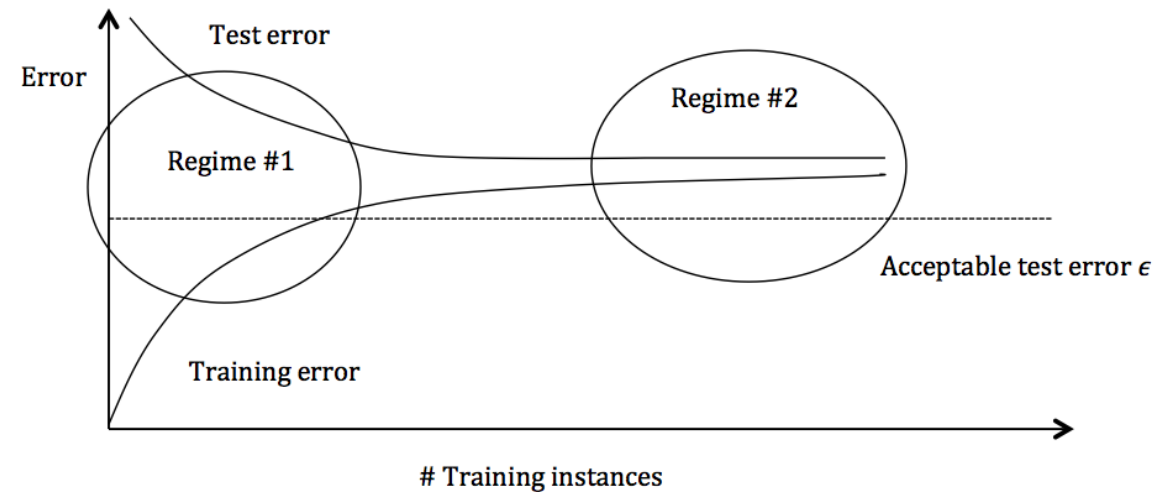 Test error
Error
Regime #2
Regime #1
Acceptable test error ϵ
Training error
# Training instances